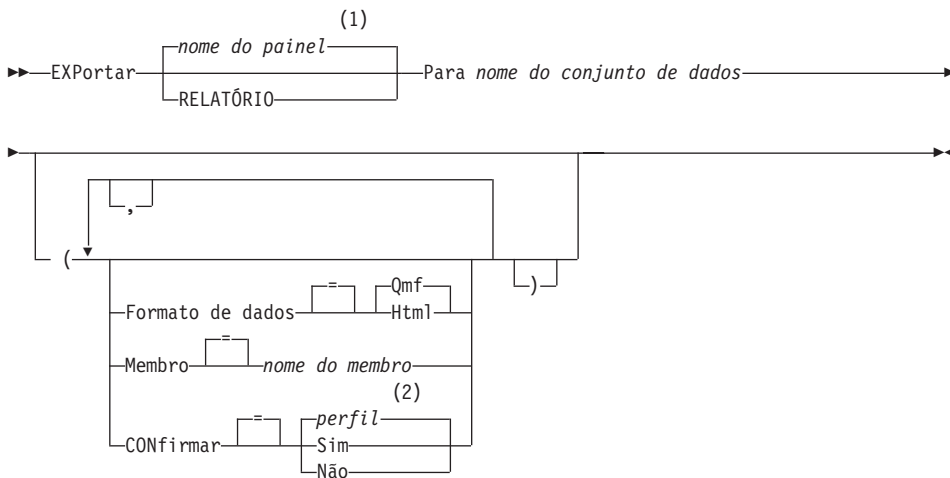 (1)
nome do painel
EXPortar
Para nome do conjunto de dados
RELATÓRIO
,
(
)
= Qmf
Formato de dados Html
=
Membro nome do membro
(2)
= perfil
CONfirmar Sim
Não